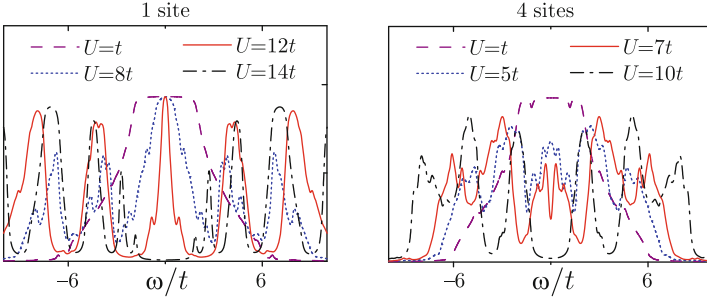 1 site
U=t
U=12t
U=8t
U=14t
–6
ω/t
6
4 sites
U=t
U=7t
U=5t
U=10t
–6
ω/t
6